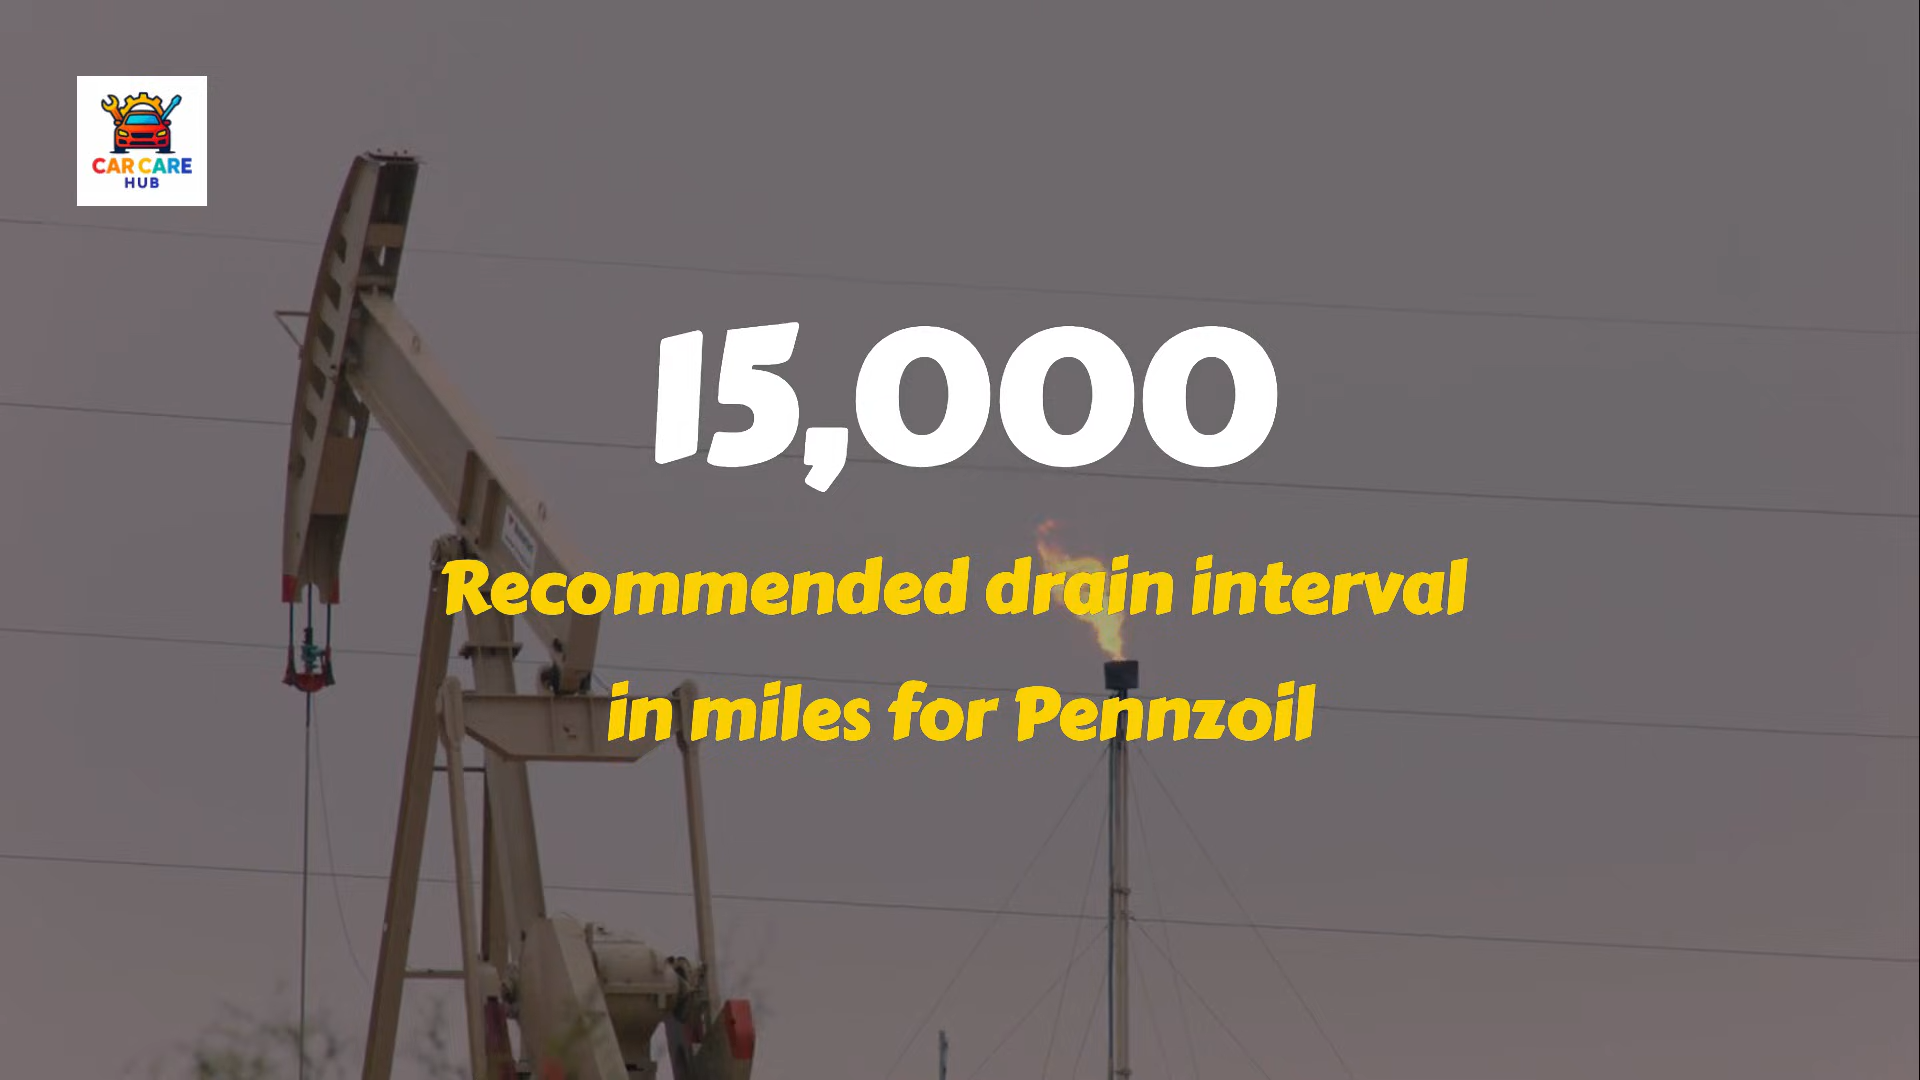 CAR CARE
HUB
15,000
Recommended drain interval
in miles for Pennzoil